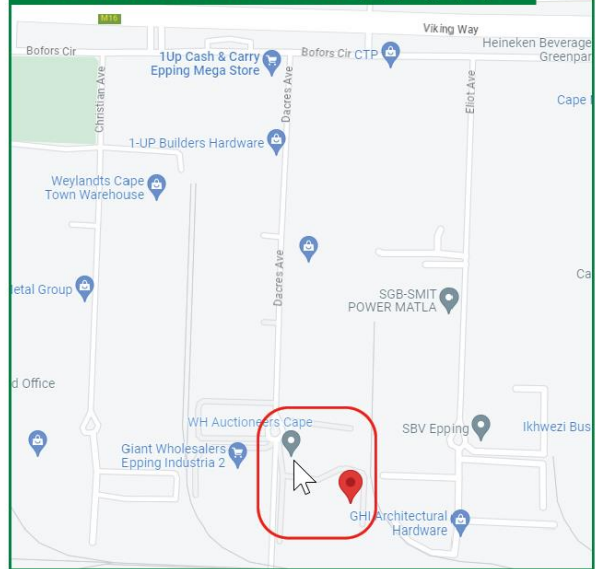 M16
Viking Way
Bofors Cir
1Up Cash & Carry
Epping Mega Store
Bofors Cir
CTP
Heineken Beverage
Greenpar
Christian Ave
Dacres Ave
Eliot Ave
Cape
1-UP Builders Hardware
Weylandts Cape
Town Warehouse
Dacres Ave
Ca
etal Group
SGB-SMIT
POWER MATLA
d Office
WH Auctioneers Cape
SBV Epping
Ikhwezi Bus
Giant Wholesalers
Epping Industria 2
GHI Architectural
Hardware